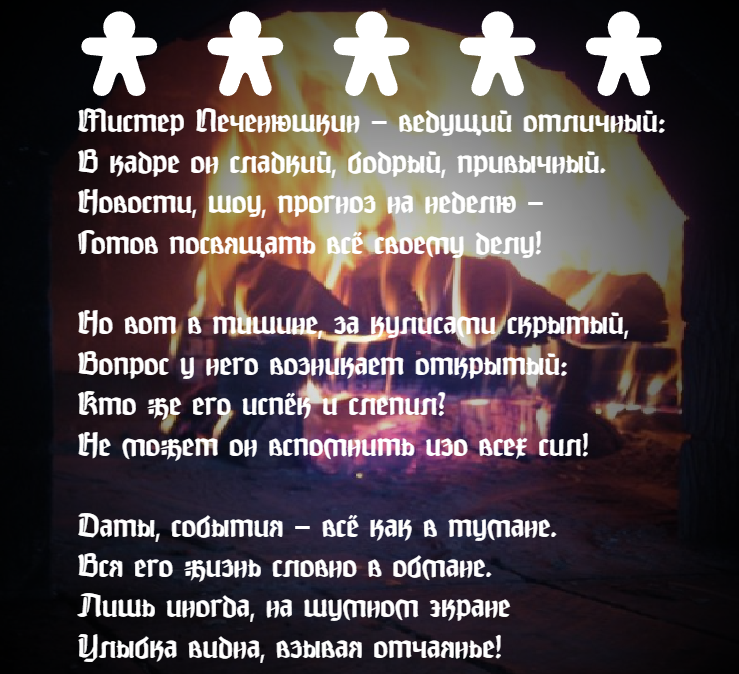 Мистер Печенюшкин – ведущий отличный:
В кадре он сладкий, бодрый, привычный.
Новости, шоу, прогноз на неделю –
Готов посвящать всё своему делу!
Но вот в тишине, за кулисами скрытый,
Вопрос у него возникает открытый:
Кто же его испёк и слепил?
Не может он вспомнить изо всех сил!
Даты, события – всё как в тумане.
Вся его жизнь словно в обмане.
Лишь иногда, на шумном экране
Улыбка видна, взывая отчаянье!